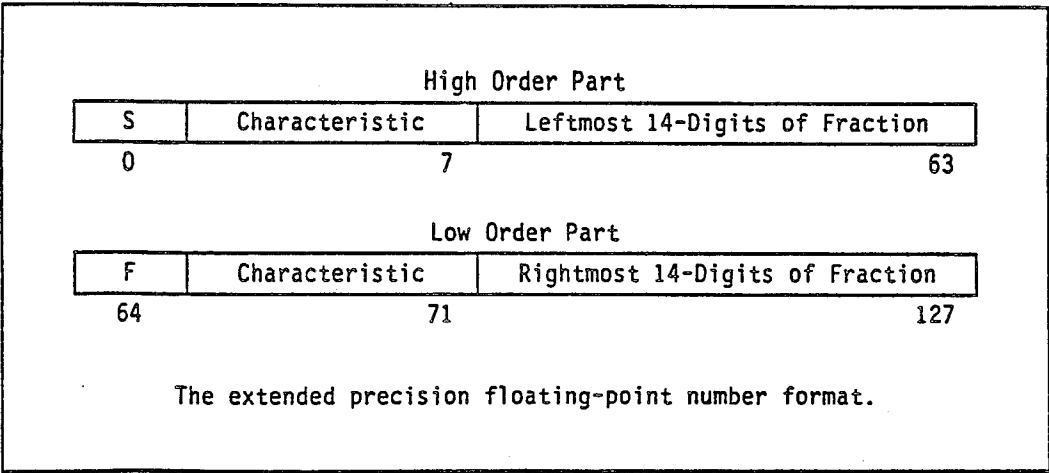 High Order Part
S Characteristic Leftmost 14-Digits of Fraction
0 7 63
Low Order Part
F Characteristic Rightmost 14-Digits of Fraction
64 71 127
The extended precision floating-point number format.